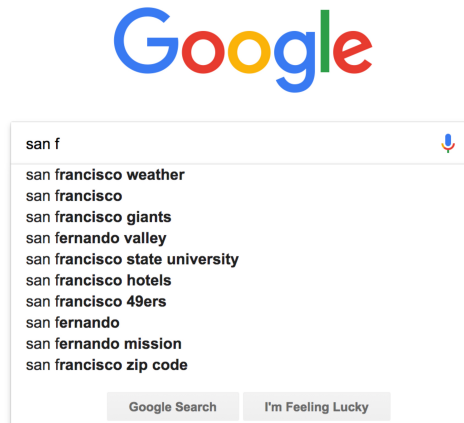 Google
san f
san francisco weather
san francisco
san francisco giants
san fernando valley
san francisco state university
san francisco hotels
san francisco 49ers
san fernando
san fernando mission
san francisco zip code
Google Search I'm Feeling Lucky